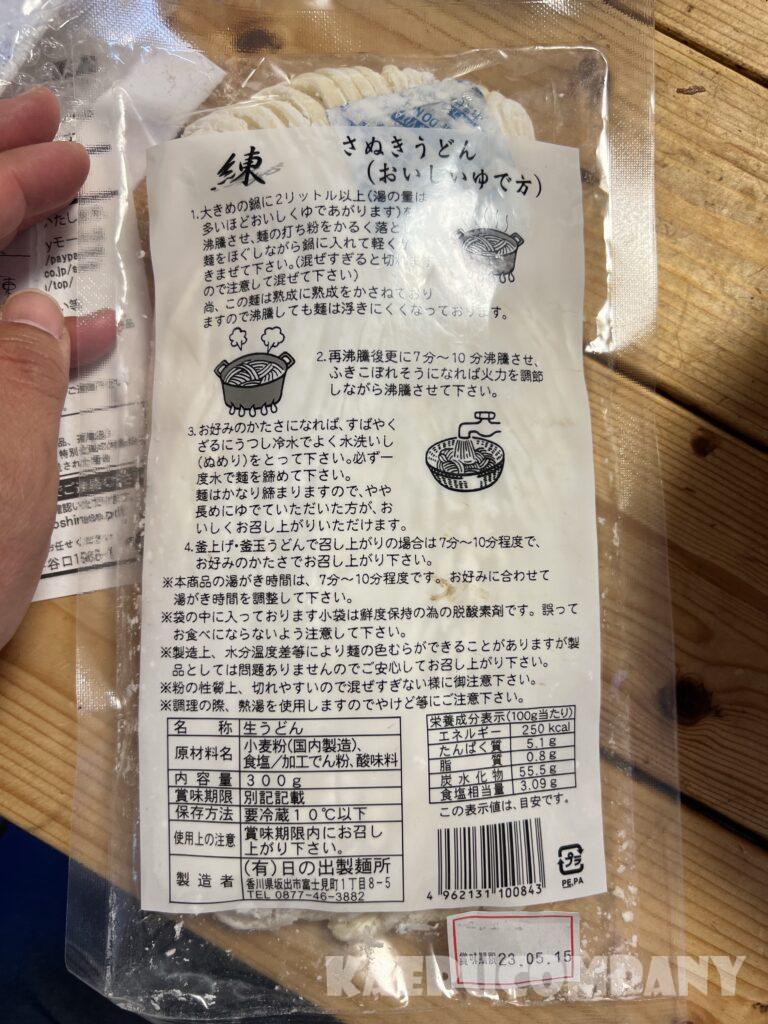 練
さぬきうどん
(おいしいゆで方)
1.大きめの鍋に2リットル以上(湯の量は
多いほどおいしくゆであがります)を
沸騰させ、麺の打ち粉をかるく落と
麺をほぐしながら鍋に入れて軽く
きまぜて下さい。(混ぜすぎると切れます
ので注意して混ぜて下さい)
尚、この麺は熟成に熟成をかさねており
ますので沸騰しても麺は浮きにくくなっております。
2.再沸騰後更に7分～10分沸騰させ、
ふきこぼれそうになれば火力を調節
しながら沸騰させて下さい。
3.お好みのかたさになれば、すばやく
ざるにうつし冷水でよく水洗いし
(ぬめり)をとって下さい。必ず一
度水で麺を締めて下さい。
麺はかなり締まりますので、やや
長めにゆでていただいた方が、お
いしくお召し上がりいただけます。
4.釜上げ・釜玉うどんで召し上がりの場合は7分～10分程度で、
お好みのかたさでお召し上がり下さい。
※本商品の湯がき時間は、7分～10分程度です。お好みに合わせて
湯がき時間を調整して下さい。
※袋の中に入っております小袋は鮮度保持の為の脱酸素剤です。誤って
お食べにならないよう注意して下さい。
※製造上、水分温度差等により麺の色むらができることがありますが製
品としては問題ありませんのでご安心してお召し上がり下さい。
※粉の性質上、切れやすいので混ぜすぎない様に御注意下さい。
※調理の際、熱湯を使用しますのでやけど等にご注意下さい。
名称 生うどん
原材料名 小麦粉(国内製造)、
食塩/加工でん粉、酸味料
内容量 300g
賞味期限 別記記載
保存方法 要冷蔵10℃以下
使用上の注意 賞味期限内にお召し
上がり下さい。
製造者 (有)日の出製麺所
香川県坂出市富士見町1丁目8-5
TEL 0877-46-3882
栄養成分表示(100g当たり)
エネルギー 250 kcal
たんぱく質 5.1g
脂質 0.8g
炭水化物 55.5g
食塩相当量 3.09g
この表示値は、目安です。
4 962131 100843
プラ
PE,PA
賞味期限23.05.15
KAERUCOMPANY